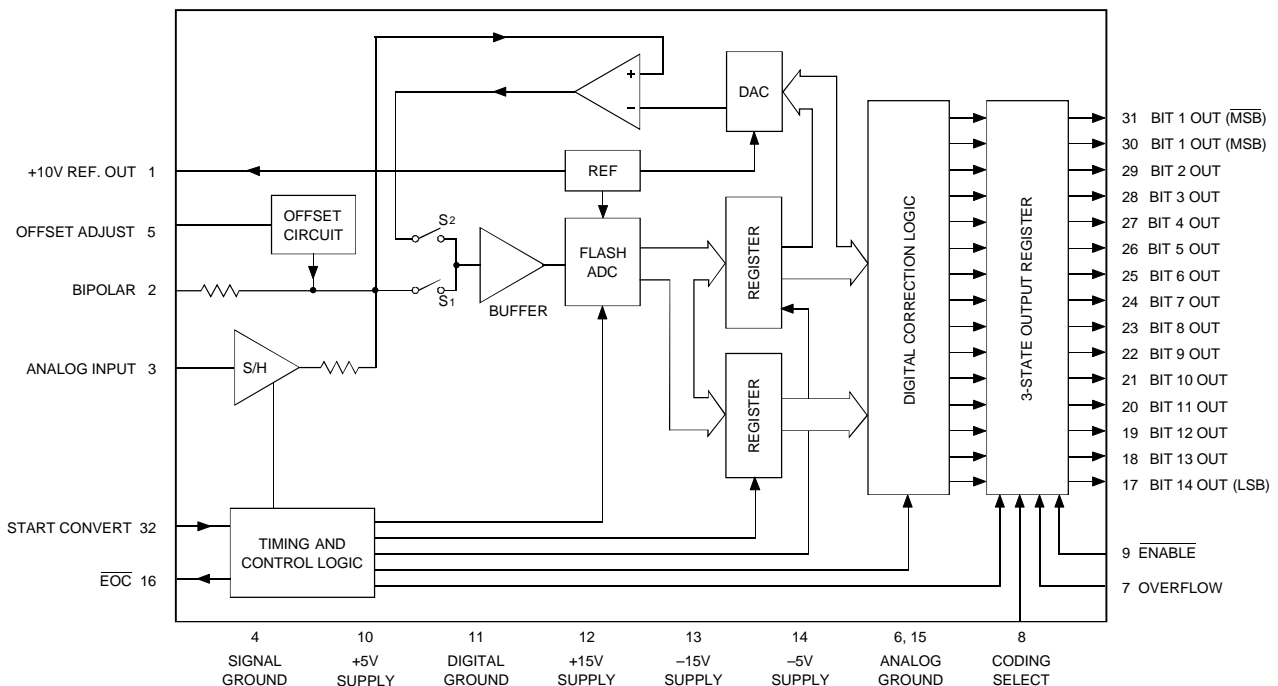 +
–
DAC
+10V REF. OUT 1
REF
OFFSET ADJUST 5
OFFSET
CIRCUIT
BIPOLAR 2
S2
S1
BUFFER
FLASH
ADC
REGISTER
REGISTER
DIGITAL CORRECTION LOGIC
3-STATE OUTPUT REGISTER
ANALOG INPUT 3
S/H
START CONVERT 32
EOC 16
TIMING AND
CONTROL LOGIC
31 BIT 1 OUT (MSB)
30 BIT 1 OUT (MSB)
29 BIT 2 OUT
28 BIT 3 OUT
27 BIT 4 OUT
26 BIT 5 OUT
25 BIT 6 OUT
24 BIT 7 OUT
23 BIT 8 OUT
22 BIT 9 OUT
21 BIT 10 OUT
20 BIT 11 OUT
19 BIT 12 OUT
18 BIT 13 OUT
17 BIT 14 OUT (LSB)
9 ENABLE
7 OVERFLOW
4
SIGNAL
GROUND
10
+5V
SUPPLY
11
DIGITAL
GROUND
12
+15V
SUPPLY
13
–15V
SUPPLY
14
–5V
SUPPLY
6, 15
ANALOG
GROUND
8
CODING
SELECT